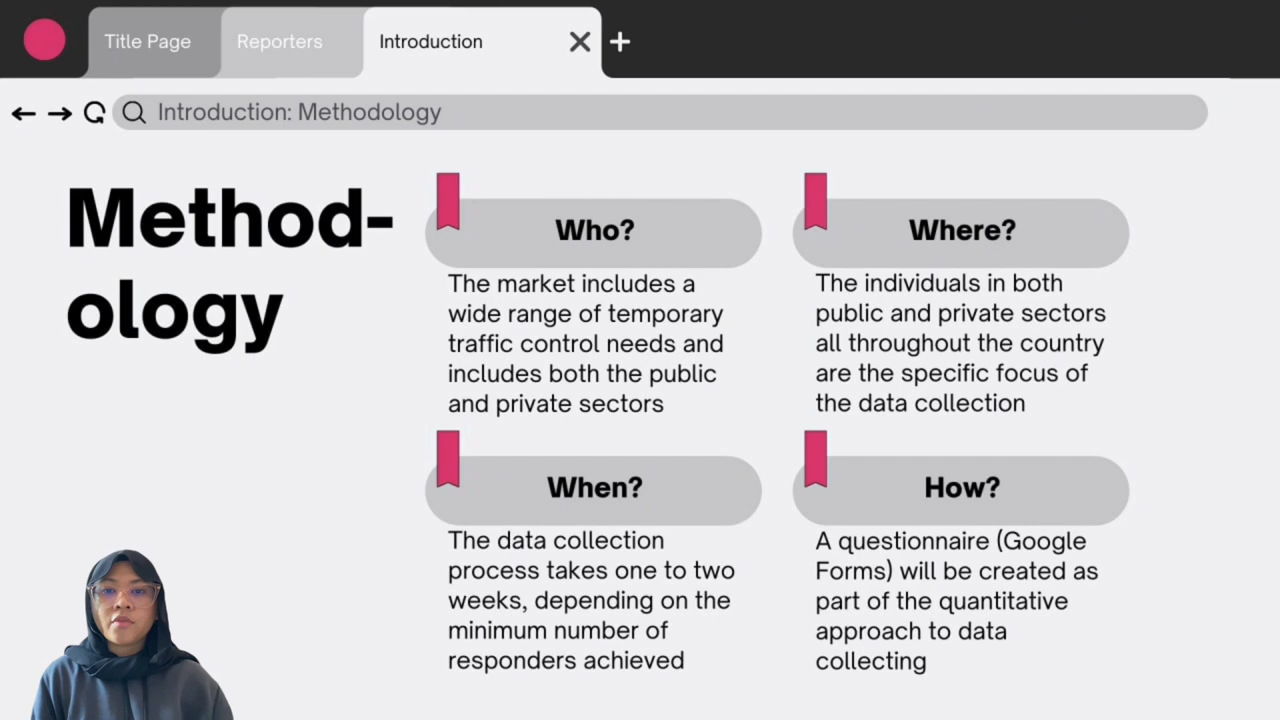 Title Page
Reporters
Introduction
Introduction: Methodology
Method-
ology
Who?
The market includes a
wide range of temporary
traffic control needs and
includes both the public
and private sectors
Where?
The individuals in both
public and private sectors
all throughout the country
are the specific focus of
the data collection
When?
The data collection
process takes one to two
weeks, depending on the
minimum number of
responders achieved
How?
A questionnaire (Google
Forms) will be created as
part of the quantitative
approach to data
collecting